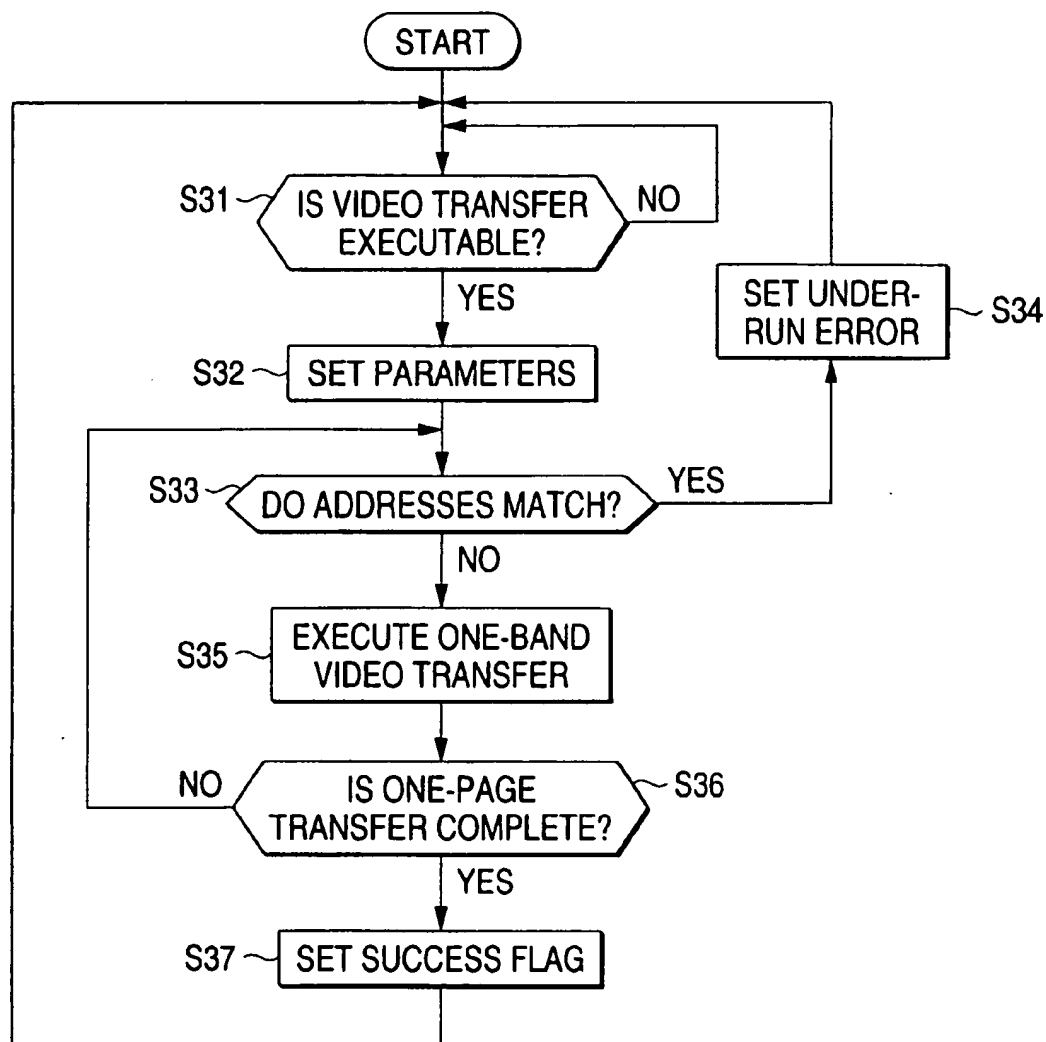 START
S31
IS VIDEO TRANSFER
EXECUTABLE?
NO
YES
SET UNDER-
RUN ERROR
S34
S32
SET PARAMETERS
S33
DO ADDRESSES MATCH?
YES
NO
S35
EXECUTE ONE-BAND
VIDEO TRANSFER
NO
IS ONE-PAGE
TRANSFER COMPLETE?
S36
YES
S37
SET SUCCESS FLAG